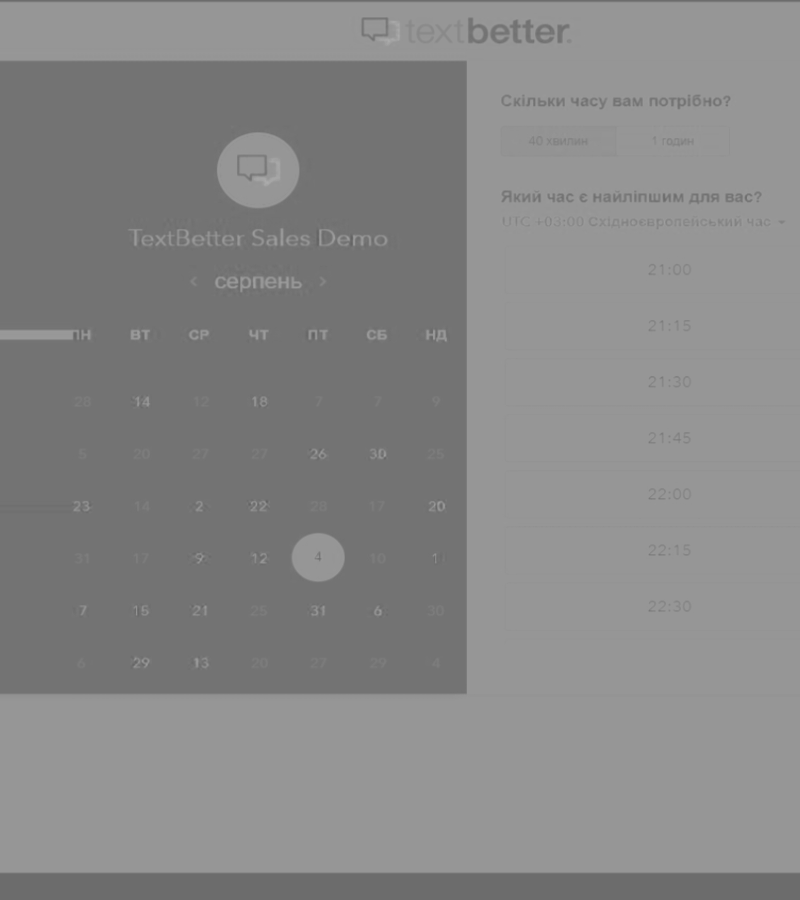 textbetter.
TextBetter Sales Demo
‹ серпень ›
ПН ВТ СР ЧТ ПТ СБ НД
28 14 12 18 7 7 9
5 20 27 27 26 30 25
23 14 2 22 28 17 20
31 17 9 12 4 10 1
7 15 21 25 31 6 30
6 29 13 20 27 29 4
Скільки часу вам потрібно?
40 хвилин 1 годин
Який час є найліпшим для вас?
UTC +03:00 Східноєвропейський час
21:00
21:15
21:30
21:45
22:00
22:15
22:30